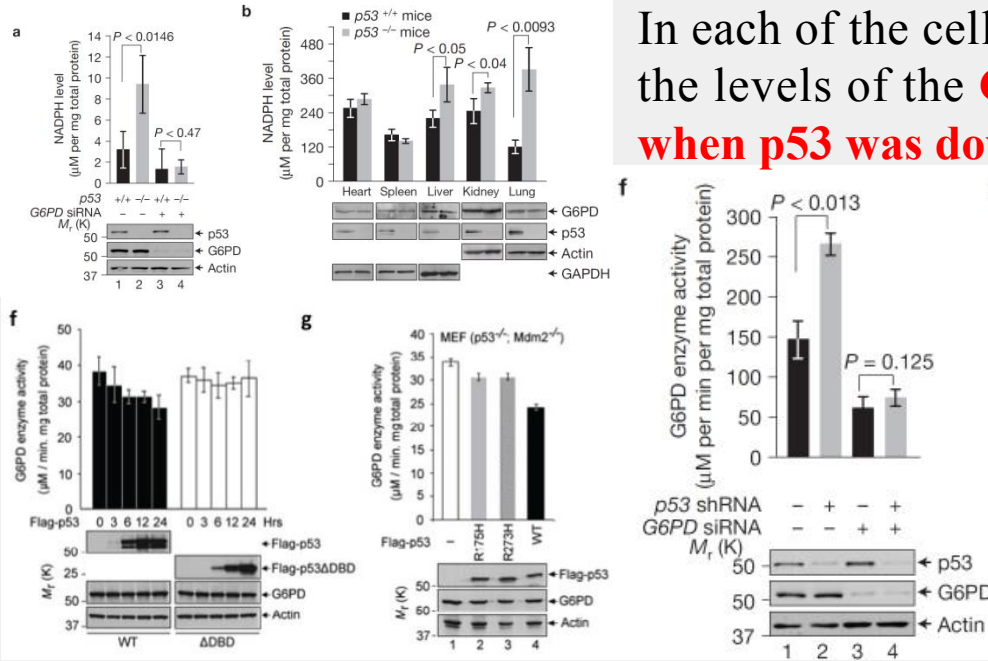 In each of the cell
the levels of the
when p53 was dow
a
NADPH level
(µM per mg total protein)
14
12
10
8
6
4
2
0
P < 0.0146
P < 0.47
p53 +/+ −/− +/+ −/−
G6PD siRNA − − + +
Mr (K)
50
50
37
p53
G6PD
Actin
1 2 3 4
b
p53 +/+ mice
p53 −/− mice
NADPH level
(µM per mg total protein)
480
360
240
120
0
P < 0.05
P < 0.04
P < 0.0093
Heart Spleen Liver Kidney Lung
G6PD
p53
Actin
GAPDH
f
G6PD enzyme activity
(µM / min. mg total protein)
50
40
30
20
10
0
Flag-p53 0 3 6 12 24 0 3 6 12 24 Hrs
Mr (K)
50
25
50
37
Flag-p53
Flag-p53ΔDBD
G6PD
Actin
WT ΔDBD
g
MEF (p53-/-; Mdm2-/-)
G6PD enzyme activity
(µM / min. mg total protein)
40
35
30
25
20
15
10
5
0
Flag-p53 – R175H R273H WT
Mr (K)
50
50
37
Flag-p53
G6PD
Actin
1 2 3 4
f
G6PD enzyme activity
(µM per min per mg total protein)
300
250
200
150
100
50
0
P < 0.013
P = 0.125
p53 shRNA − + − +
G6PD siRNA − − + +
Mr (K)
50
50
37
p53
G6PD
Actin
1 2 3 4